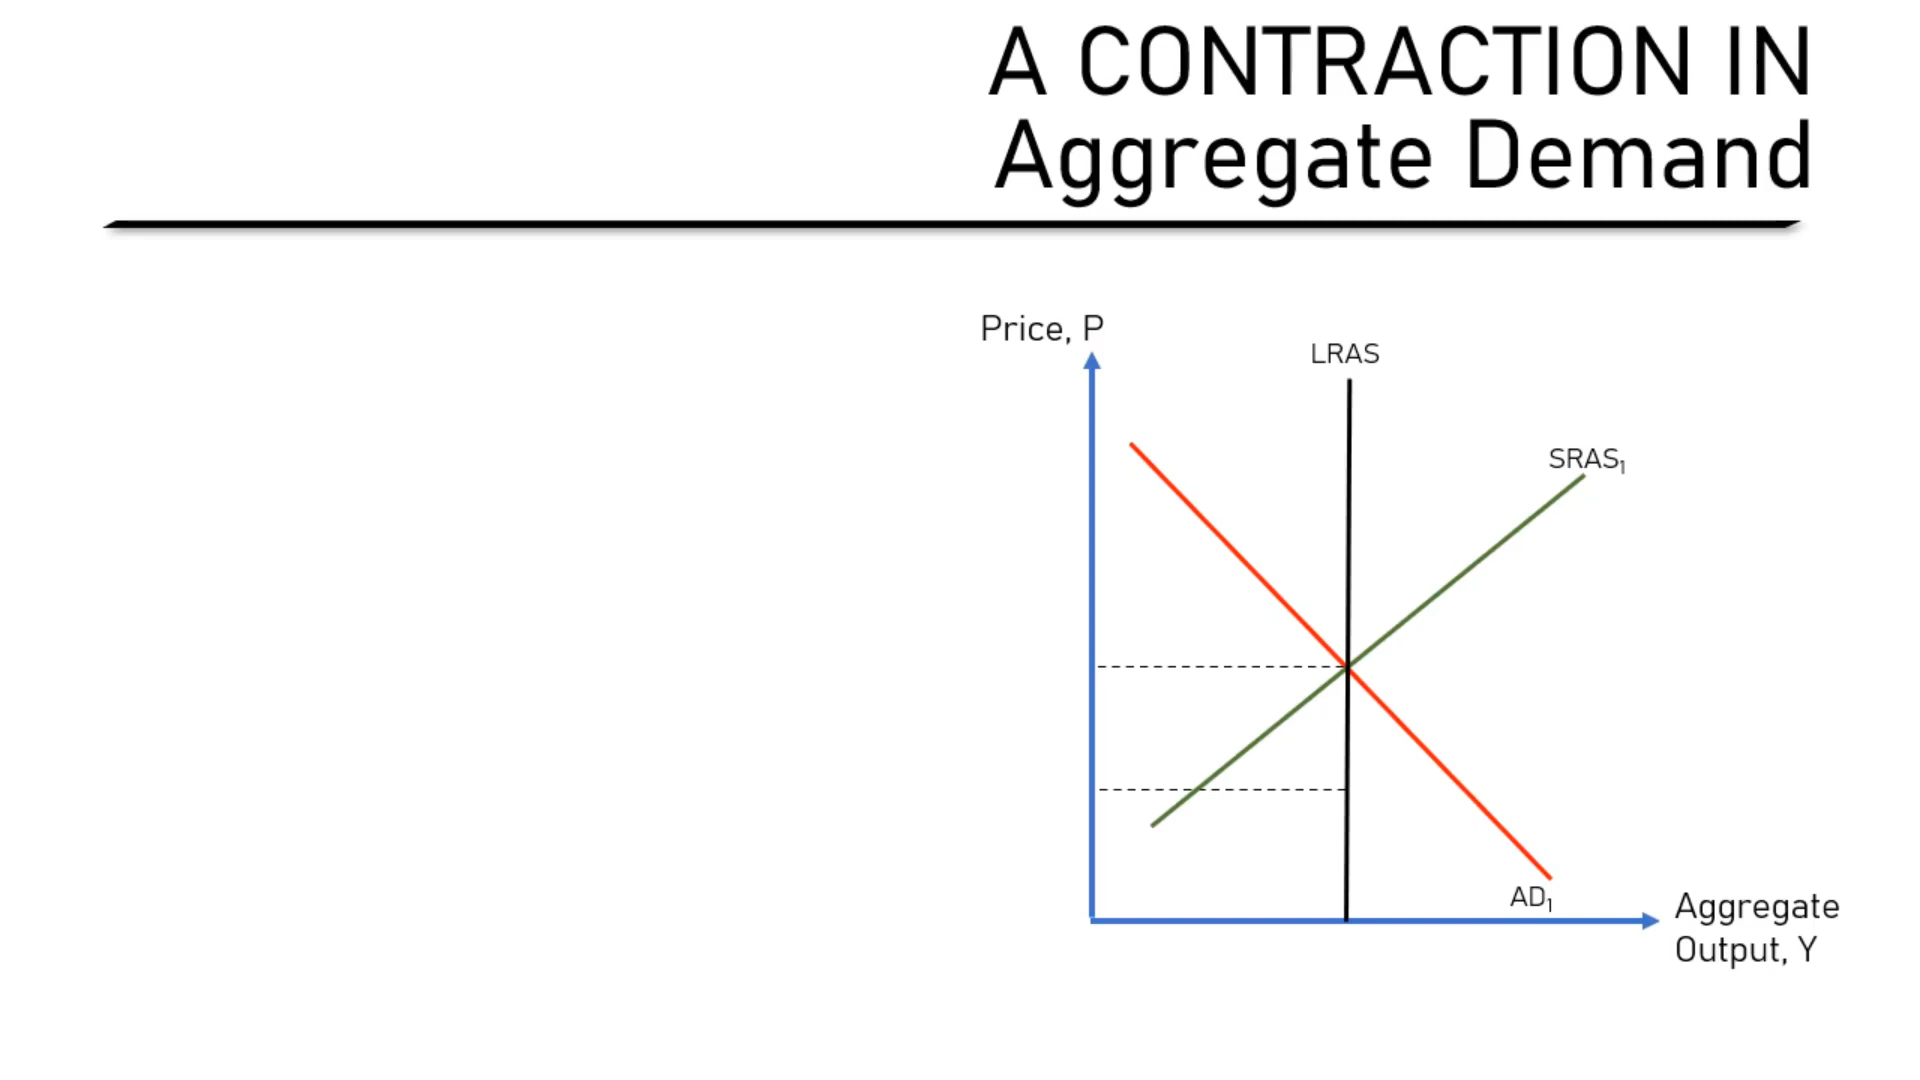 A CONTRACTION IN
Aggregate Demand
Price, P
LRAS
SRAS₁
AD₁
Aggregate
Output, Y